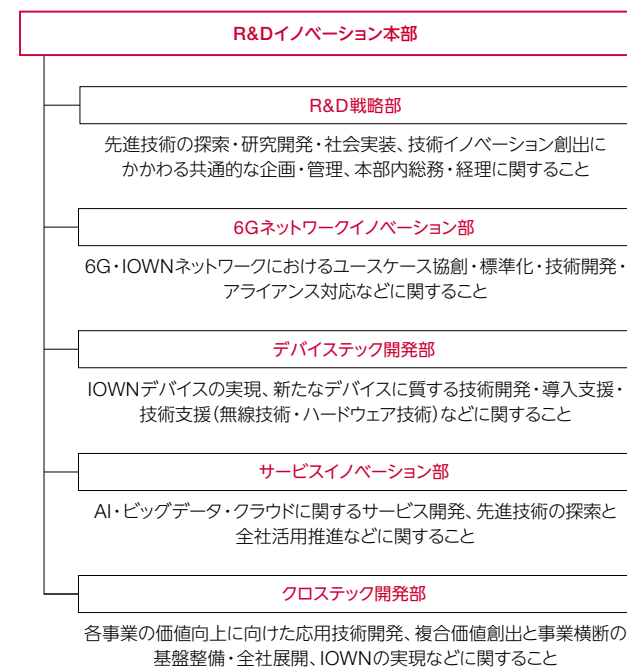 R&Dイノベーション本部
R&D戦略部
先進技術の探索・研究開発・社会実装、技術イノベーション創出に
かかわる共通的な企画・管理、本部内総務・経理に関すること
6Gネットワークイノベーション部
6G・IOWNネットワークにおけるユースケース協創・標準化・技術開発・
アライアンス対応などに関すること
デバイステック開発部
IOWNデバイスの実現、新たなデバイスに質する技術開発・導入支援・
技術支援(無線技術・ハードウェア技術)などに関すること
サービスイノベーション部
AI・ビッグデータ・クラウドに関するサービス開発、先進技術の探索と
全社活用推進などに関すること
クロステック開発部
各事業の価値向上に向けた応用技術開発、複合価値創出と事業横断の
基盤整備・全社展開、IOWNの実現などに関すること